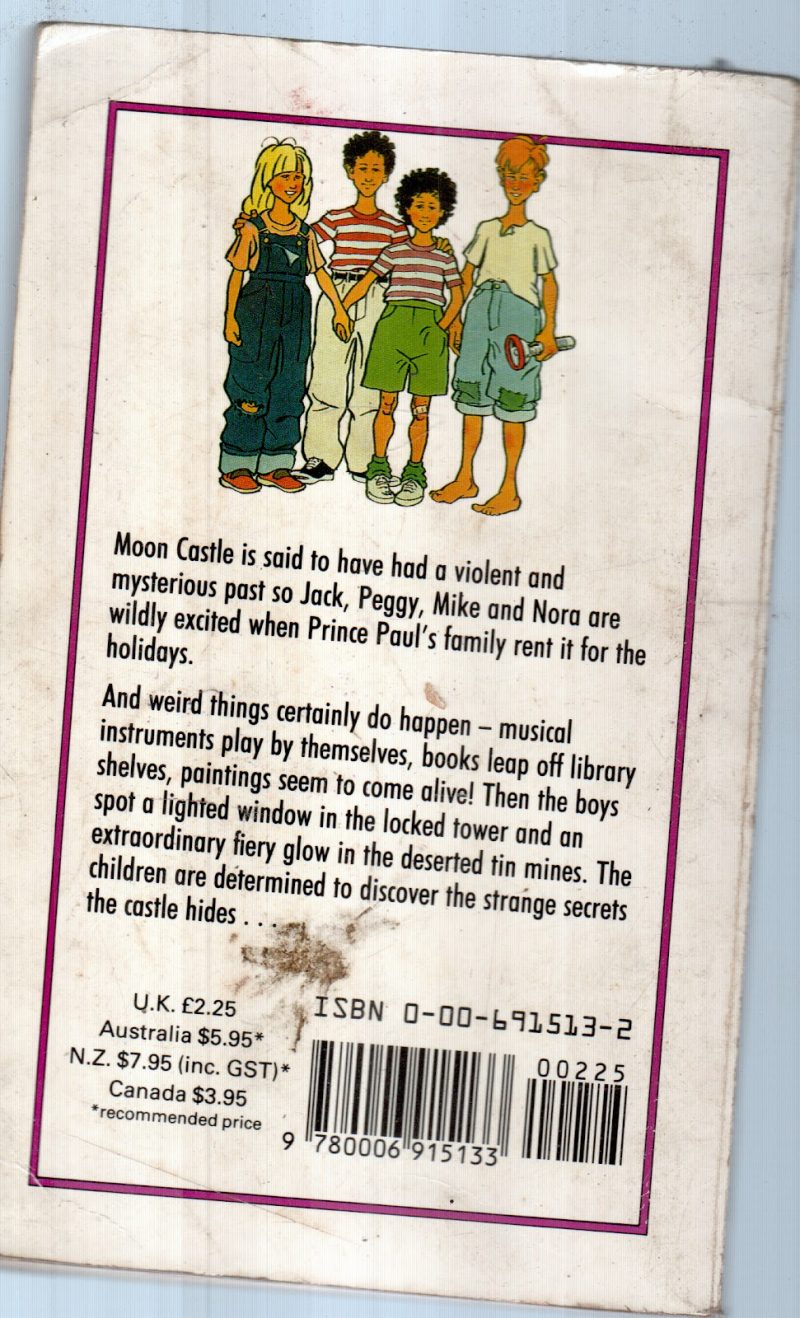 Moon Castle is said to have had a violent and
mysterious past so Jack, Peggy, Mike and Nora are
wildly excited when Prince Paul's family rent it for the
holidays.
And weird things certainly do happen – musical
instruments play by themselves, books leap off library
shelves, paintings seem to come alive! Then the boys
spot a lighted window in the locked tower and an
extraordinary fiery glow in the deserted tin mines. The
children are determined to discover the strange secrets
the castle hides . . .
U.K. £2.25
Australia $5.95*
N.Z. $7.95 (inc. GST)*
Canada $3.95
*recommended price
ISBN 0-00-691513-2
00225
9 780006 915133